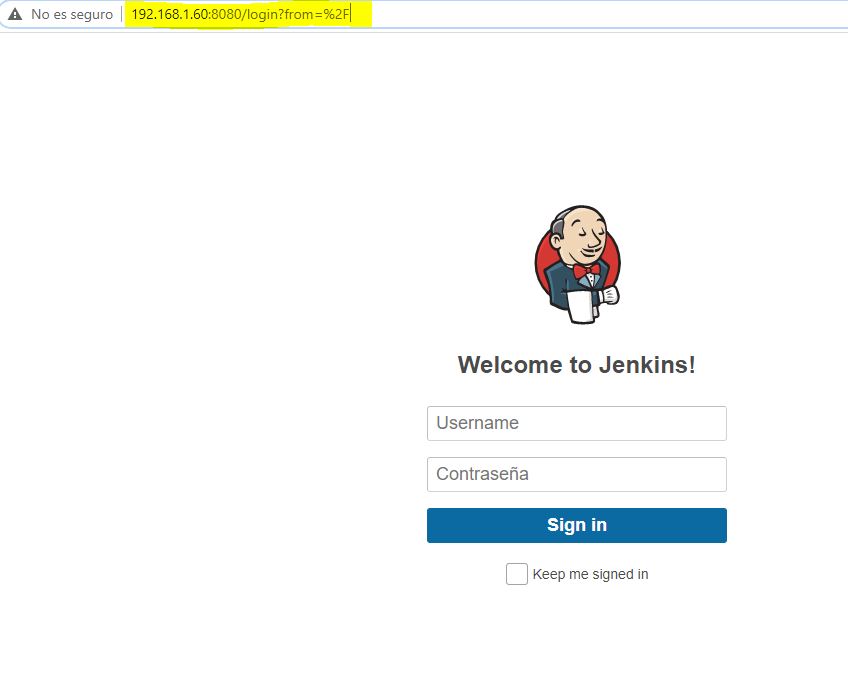 No es seguro | 192.168.1.60:8080/login?from=%2F
Welcome to Jenkins!
Username
Contraseña
Sign in
Keep me signed in